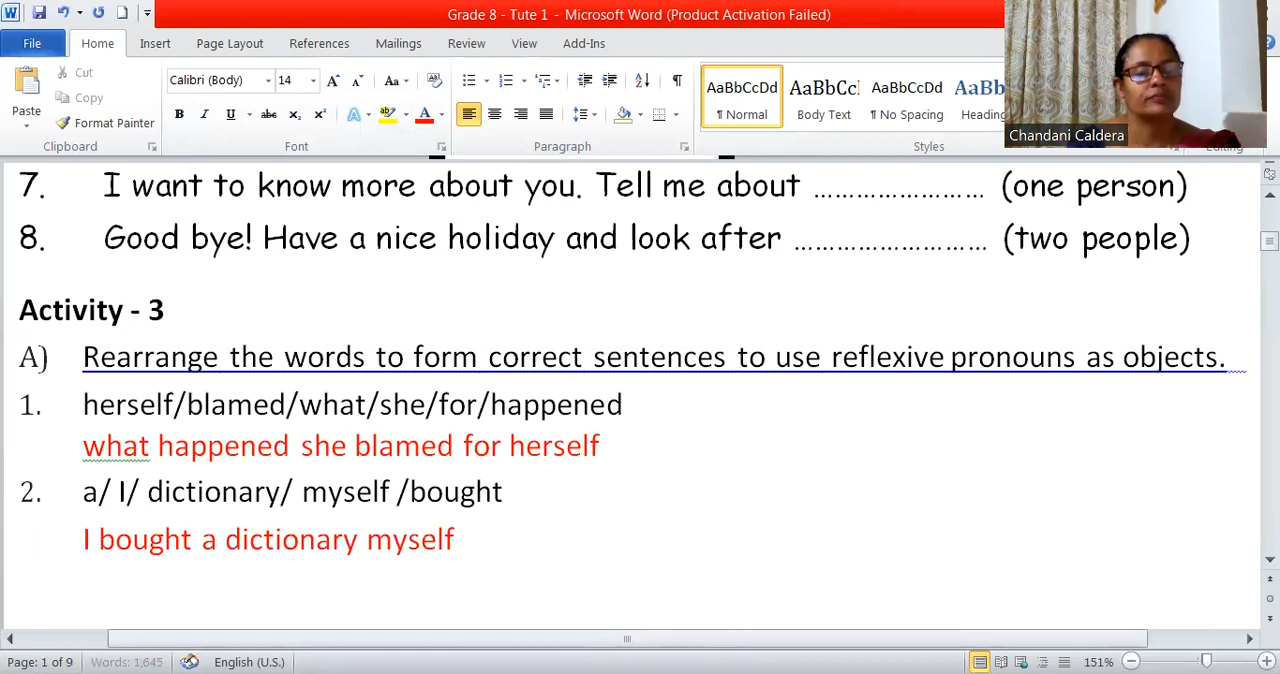 Grade 8 - Tute 1 - Microsoft Word (Product Activation Failed)
File Home Insert Page Layout References Mailings Review View Add-Ins
Paste
Cut
Copy
Format Painter
Calibri (Body) 14
AaBbCcDd AaBbCcI AaBbCcDd AaBbC
¶ Normal Body Text ¶ No Spacing Heading
Clipboard Font Paragraph Styles Editing
Chandani Caldera
7. I want to know more about you. Tell me about ........................ (one person)
8. Good bye! Have a nice holiday and look after ........................... (two people)
Activity - 3
A) Rearrange the words to form correct sentences to use reflexive pronouns as objects.
1. herself/blamed/what/she/for/happened
what happened she blamed for herself
2. a/ I/ dictionary/ myself /bought
I bought a dictionary myself
Page: 1 of 9 Words: 1,645 English (U.S.) 151%